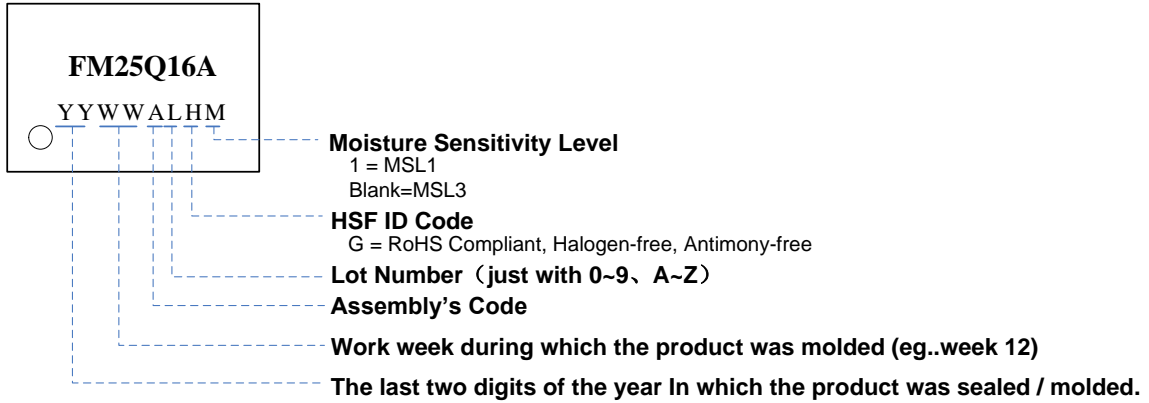 FM25Q16A
YYWWALHM
Moisture Sensitivity Level
1 = MSL1
Blank=MSL3
HSF ID Code
G = RoHS Compliant, Halogen-free, Antimony-free
Lot Number（just with 0~9、A~Z）
Assembly's Code
Work week during which the product was molded (eg..week 12)
The last two digits of the year In which the product was sealed / molded.